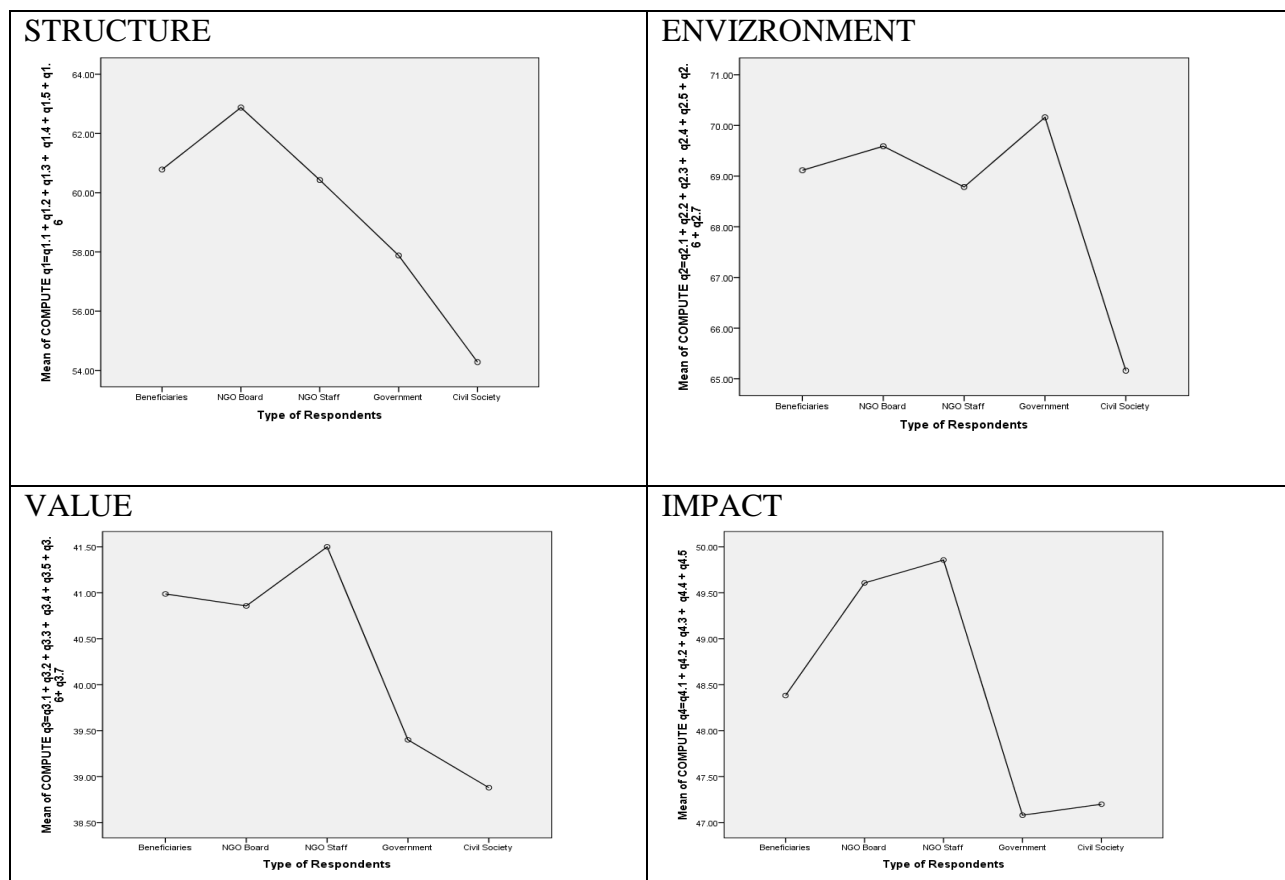 STRUCTURE
Mean of COMPUTE q1=q1.1 + q1.2 + q1.3 + q1.4 + q1.5 + q1.
6
64.00
62.00
60.00
58.00
56.00
54.00
Beneficiaries NGO Board NGO Staff Government Civil Society
Type of Respondents
ENVIZRONMENT
Mean of COMPUTE q2=q2.1 + q2.2 + q2.3 + q2.4 + q2.5 + q2.
6 + q2.7
71.00
70.00
69.00
68.00
67.00
66.00
65.00
Beneficiaries NGO Board NGO Staff Government Civil Society
Type of Respondents
VALUE
Mean of COMPUTE q3=q3.1 + q3.2 + q3.3 + q3.4 + q3.5 + q3.
6+ q3.7
41.50
41.00
40.50
40.00
39.50
39.00
38.50
Beneficiaries NGO Board NGO Staff Government Civil Society
Type of Respondents
IMPACT
Mean of COMPUTE q4=q4.1 + q4.2 + q4.3 + q4.4 + q4.5
50.00
49.50
49.00
48.50
48.00
47.50
47.00
Beneficiaries NGO Board NGO Staff Government Civil Society
Type of Respondents